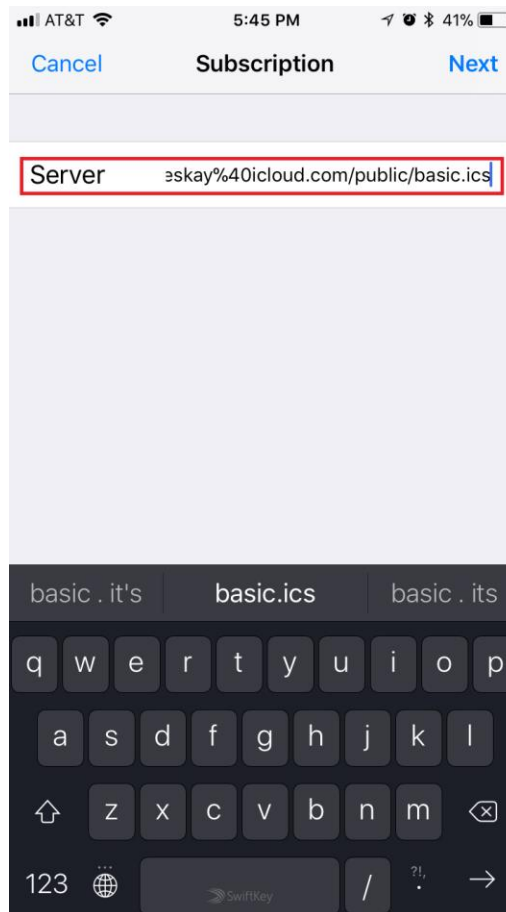 AT&T 5:45 PM 41%
Cancel Subscription Next
Server eskay%40icloud.com/public/basic.ics
basic . it's basic.ics basic . its
q w e r t y u i o p
a s d f g h j k l
z x c v b n m
123 SwiftKey / ?!, .